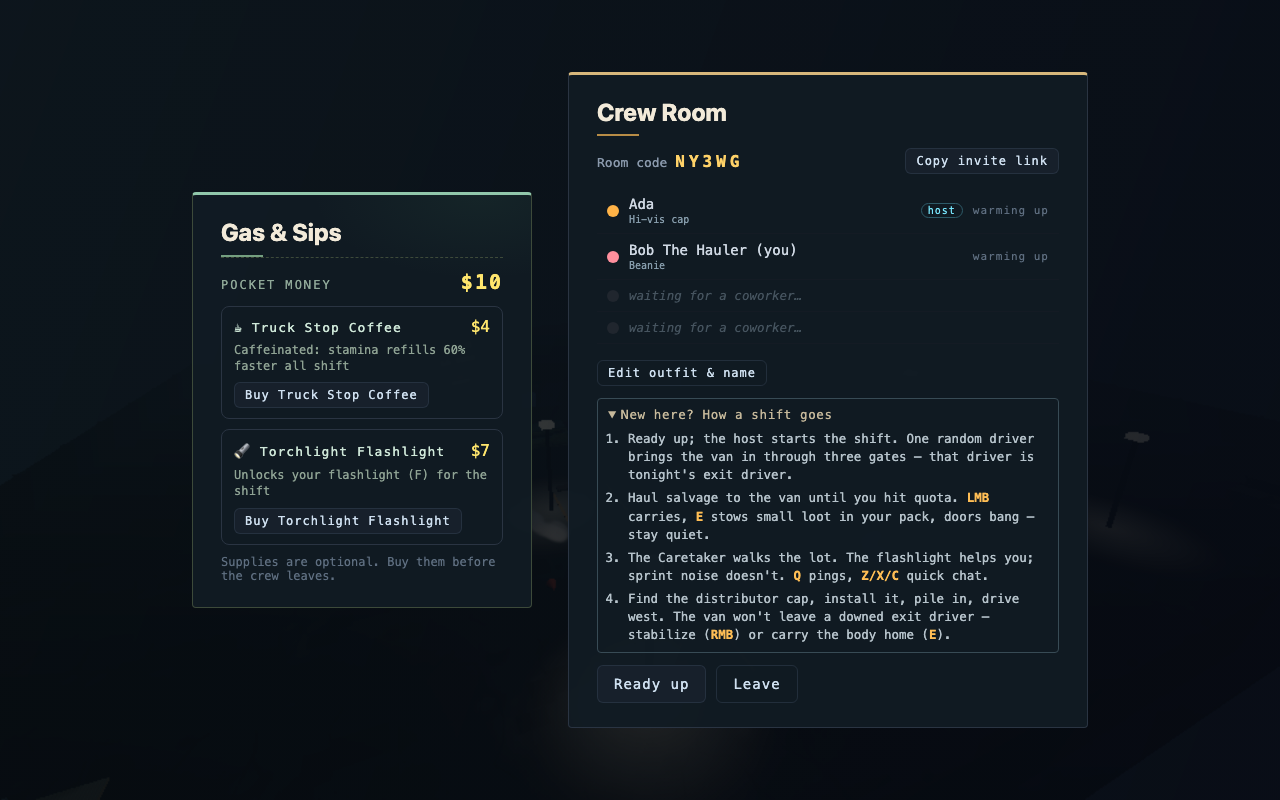 Gas & Sips
POCKET MONEY $10
☕ Truck Stop Coffee $4
Caffeinated: stamina refills 60%
faster all shift
Buy Truck Stop Coffee
🔦 Torchlight Flashlight $7
Unlocks your flashlight (F) for the
shift
Buy Torchlight Flashlight
Supplies are optional. Buy them before
the crew leaves.
Crew Room
Room code NY3WG Copy invite link
Ada
Hi-vis cap
host warming up
Bob The Hauler (you)
Beanie
warming up
waiting for a coworker…
waiting for a coworker…
Edit outfit & name
▼ New here? How a shift goes
1. Ready up; the host starts the shift. One random driver
brings the van in through three gates — that driver is
tonight's exit driver.
2. Haul salvage to the van until you hit quota. LMB
carries, E stows small loot in your pack, doors bang —
stay quiet.
3. The Caretaker walks the lot. The flashlight helps you;
sprint noise doesn't. Q pings, Z/X/C quick chat.
4. Find the distributor cap, install it, pile in, drive
west. The van won't leave a downed exit driver —
stabilize (RMB) or carry the body home (E).
Ready up Leave